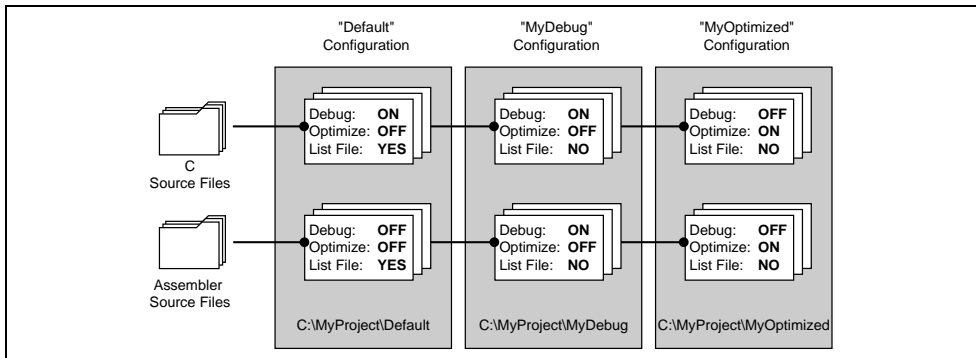 "Default"
Configuration
"MyDebug"
Configuration
"MyOptimized"
Configuration
C
Source Files
Debug: ON
Optimize: OFF
List File: YES
Debug: ON
Optimize: OFF
List File: NO
Debug: OFF
Optimize: ON
List File: NO
Assembler
Source Files
Debug: OFF
Optimize: OFF
List File: YES
Debug: ON
Optimize: OFF
List File: NO
Debug: OFF
Optimize: ON
List File: NO
C:\MyProject\Default
C:\MyProject\MyDebug
C:\MyProject\MyOptimized